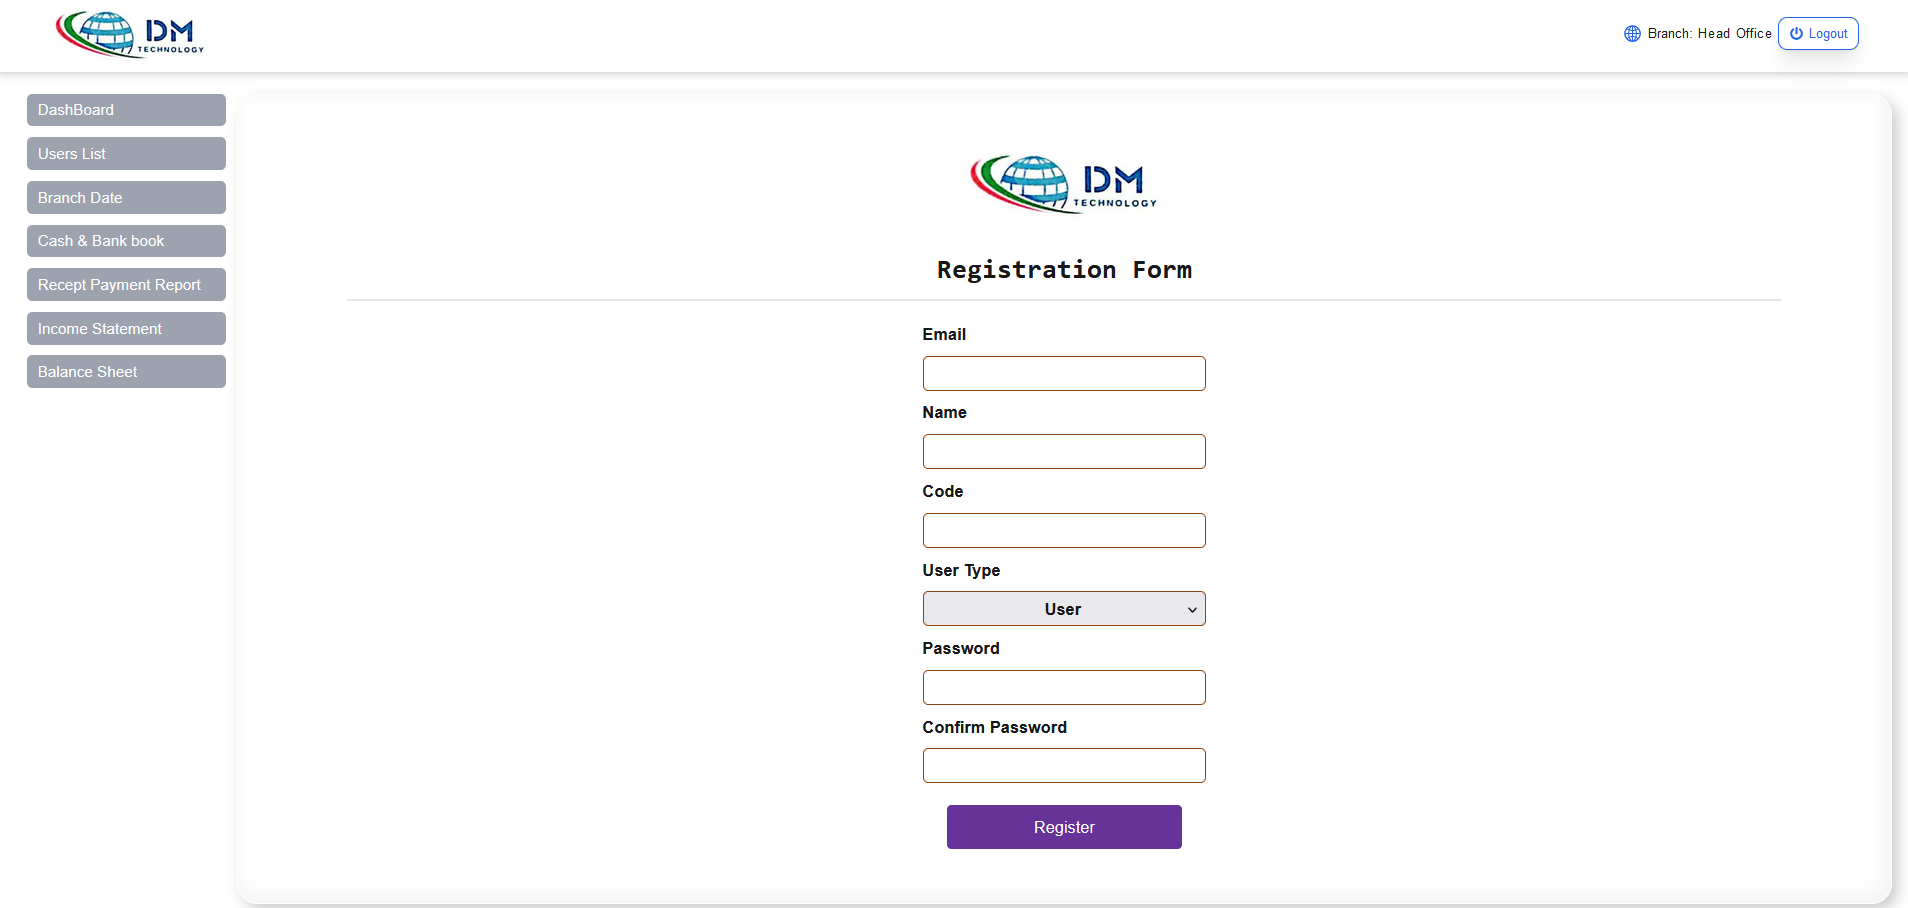 DM
TECHNOLOGY
Branch: Head Office
Logout
DashBoard
Users List
Branch Date
Cash & Bank book
Recept Payment Report
Income Statement
Balance Sheet
DM
TECHNOLOGY
Registration Form
Email
Name
Code
User Type
User
Password
Confirm Password
Register